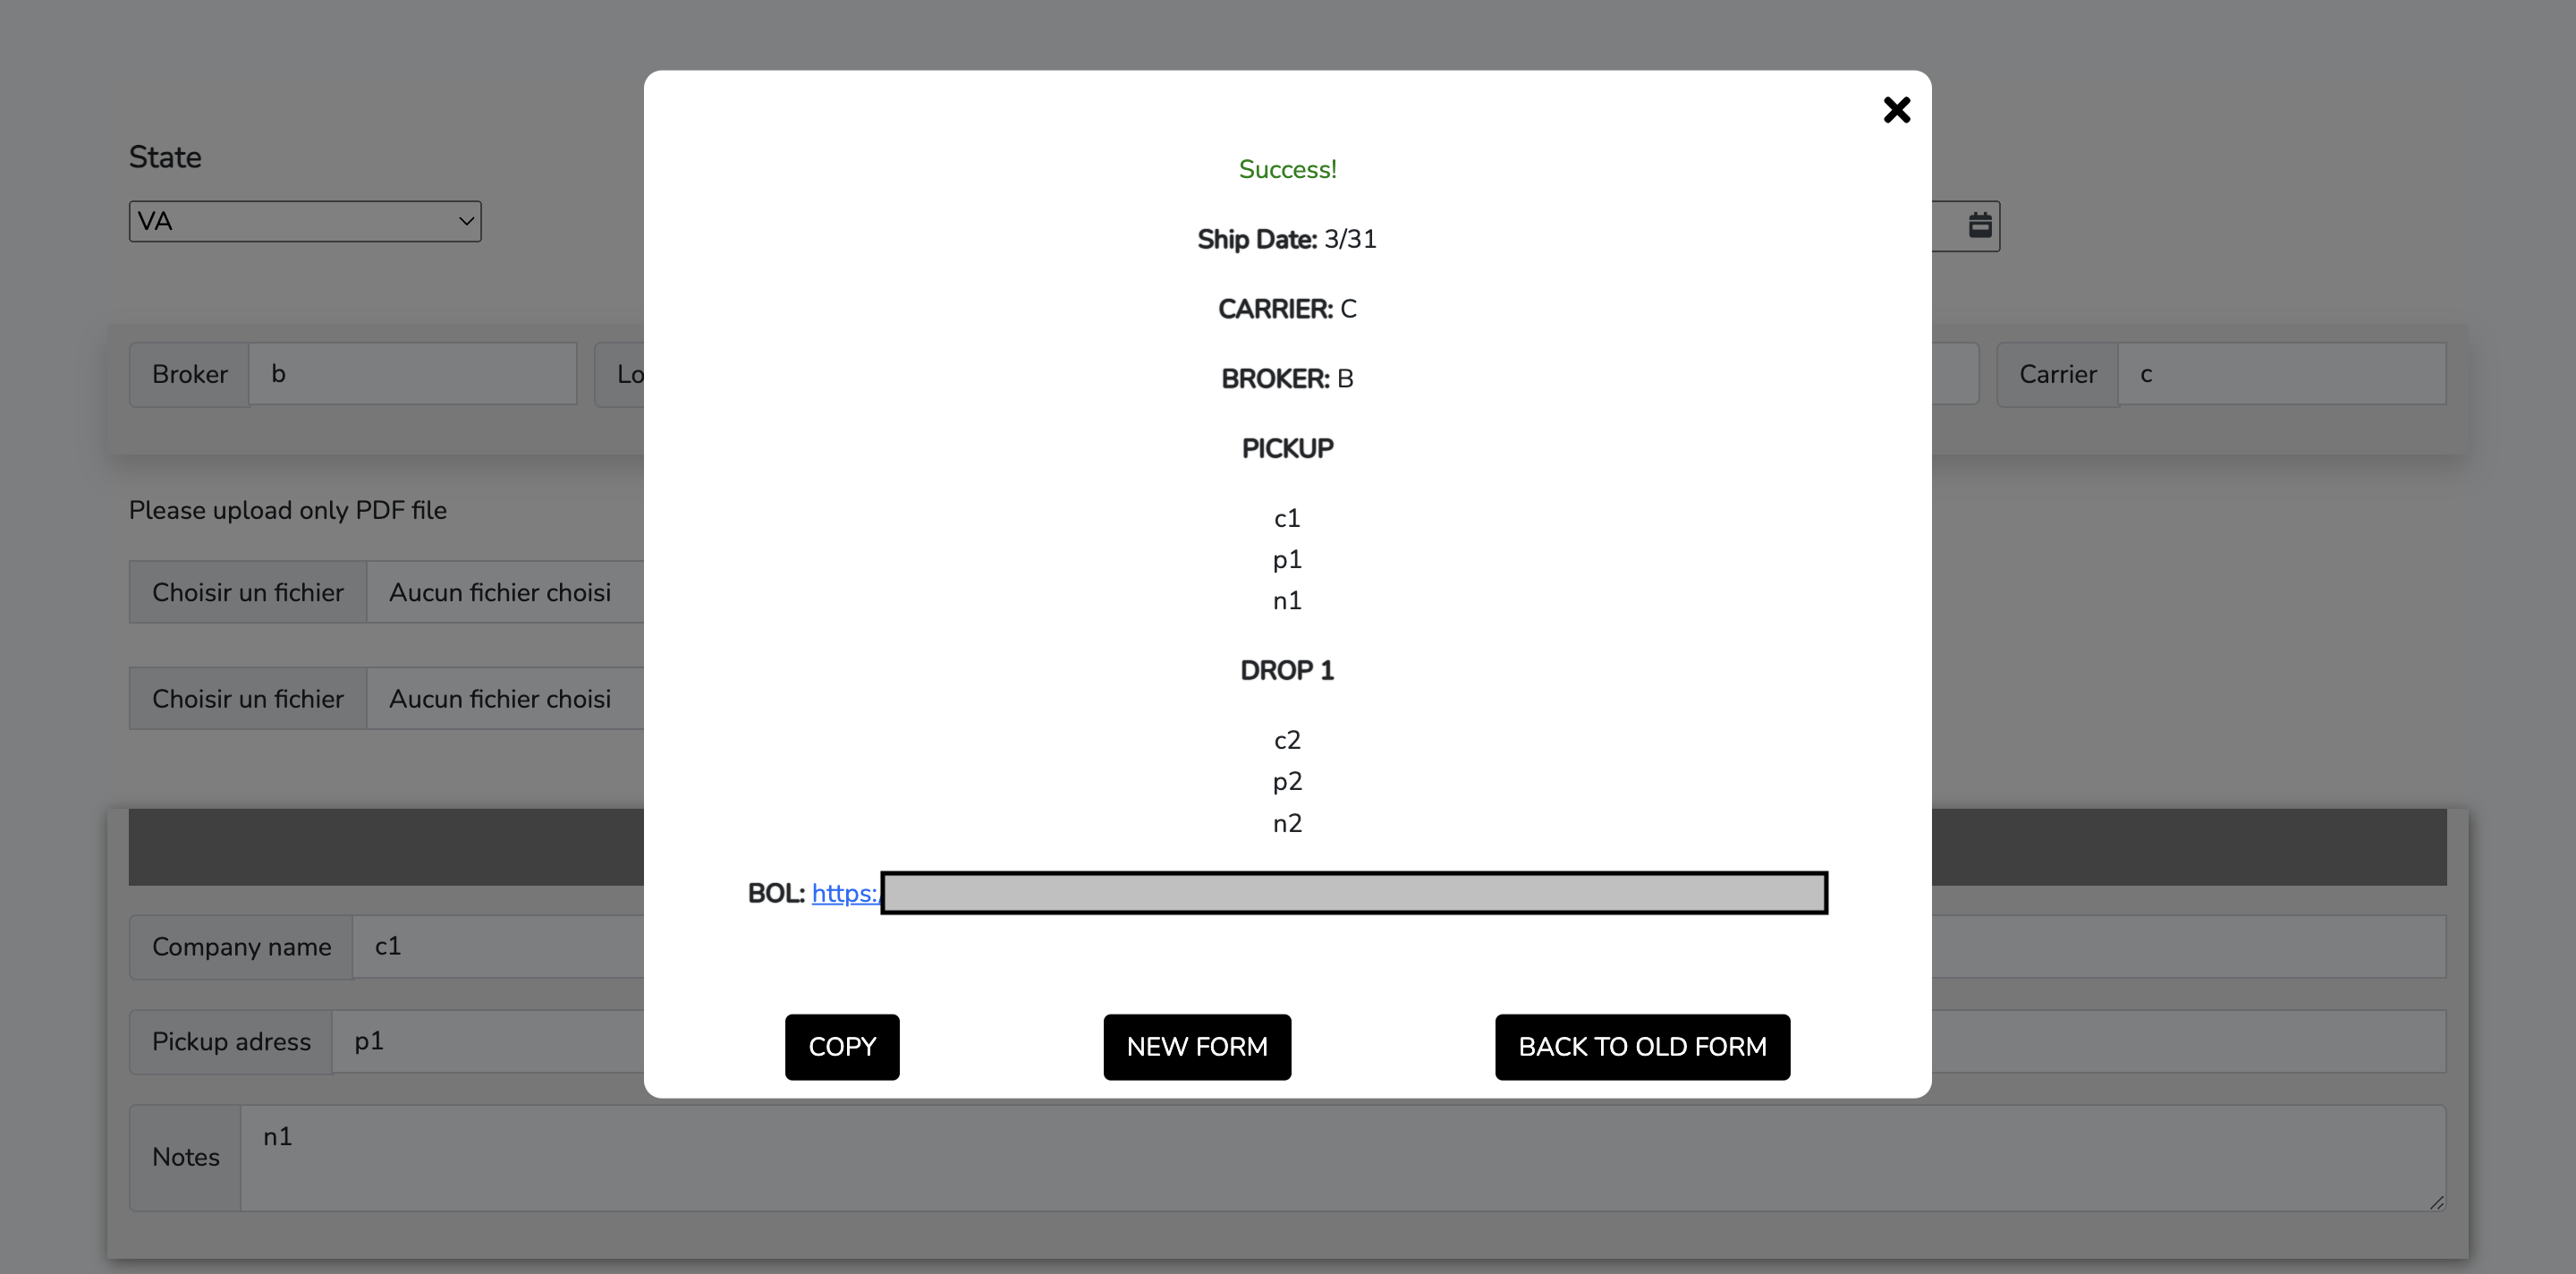 Success!
Ship Date: 3/31
CARRIER: C
BROKER: B
PICKUP
c1
p1
n1
DROP 1
c2
p2
n2
BOL: https:/
COPY
NEW FORM
BACK TO OLD FORM
State
VA
Broker b
Lo
Carrier c
Please upload only PDF file
Choisir un fichier Aucun fichier choisi
Choisir un fichier Aucun fichier choisi
Company name c1
Pickup adress p1
Notes n1